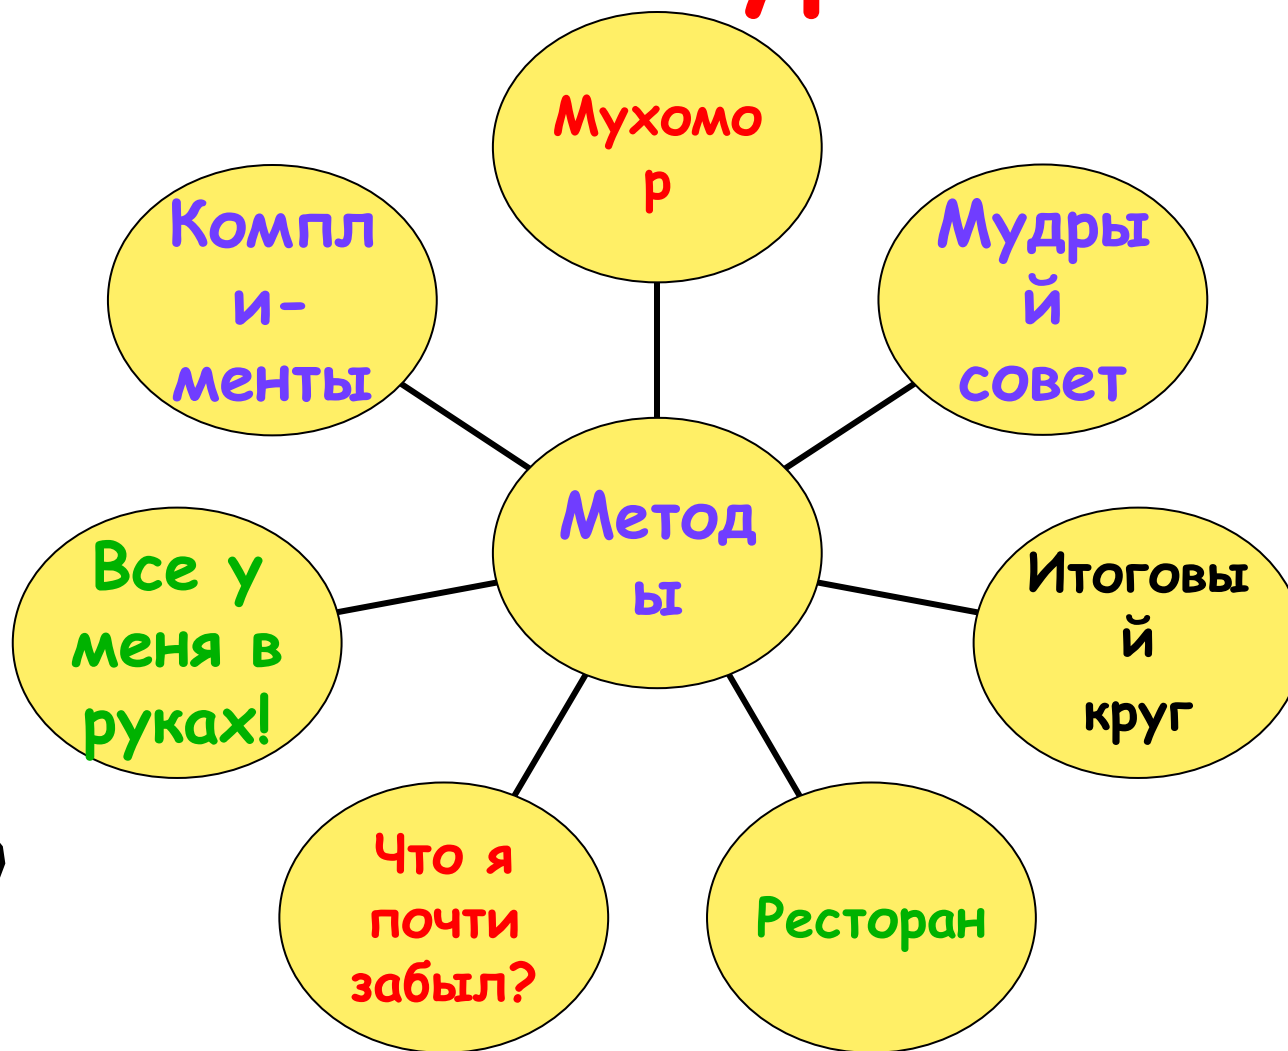 Мухомо
р
Компл
и-
менты
Мудры
й
совет
Метод
ы
Все у
меня в
руках!
Итоговы
й
круг
Что я
почти
забыл?
Ресторан